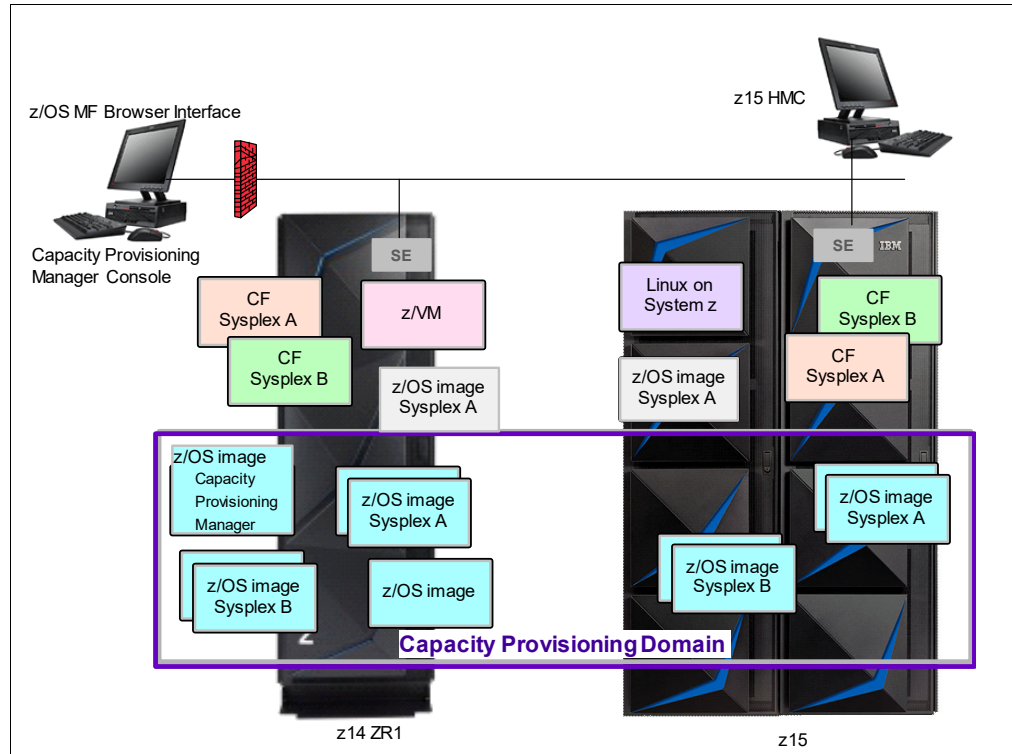 z15 HMC
z/OS MF Browser Interface
Capacity Provisioning
Manager Console
SE
SE
IBM
CF
Sysplex A
z/VM
CF
Sysplex B
z/OS image
Sysplex A
Linux on
System z
CF
Sysplex B
z/OS image
Sysplex A
CF
Sysplex A
z/OS image
Capacity
Provisioning
Manager
z/OS image
Sysplex A
z/OS image
Sysplex B
z/OS image
z/OS image
Sysplex A
z/OS image
Sysplex B
Z
Capacity Provisioning Domain
z14 ZR1
z15